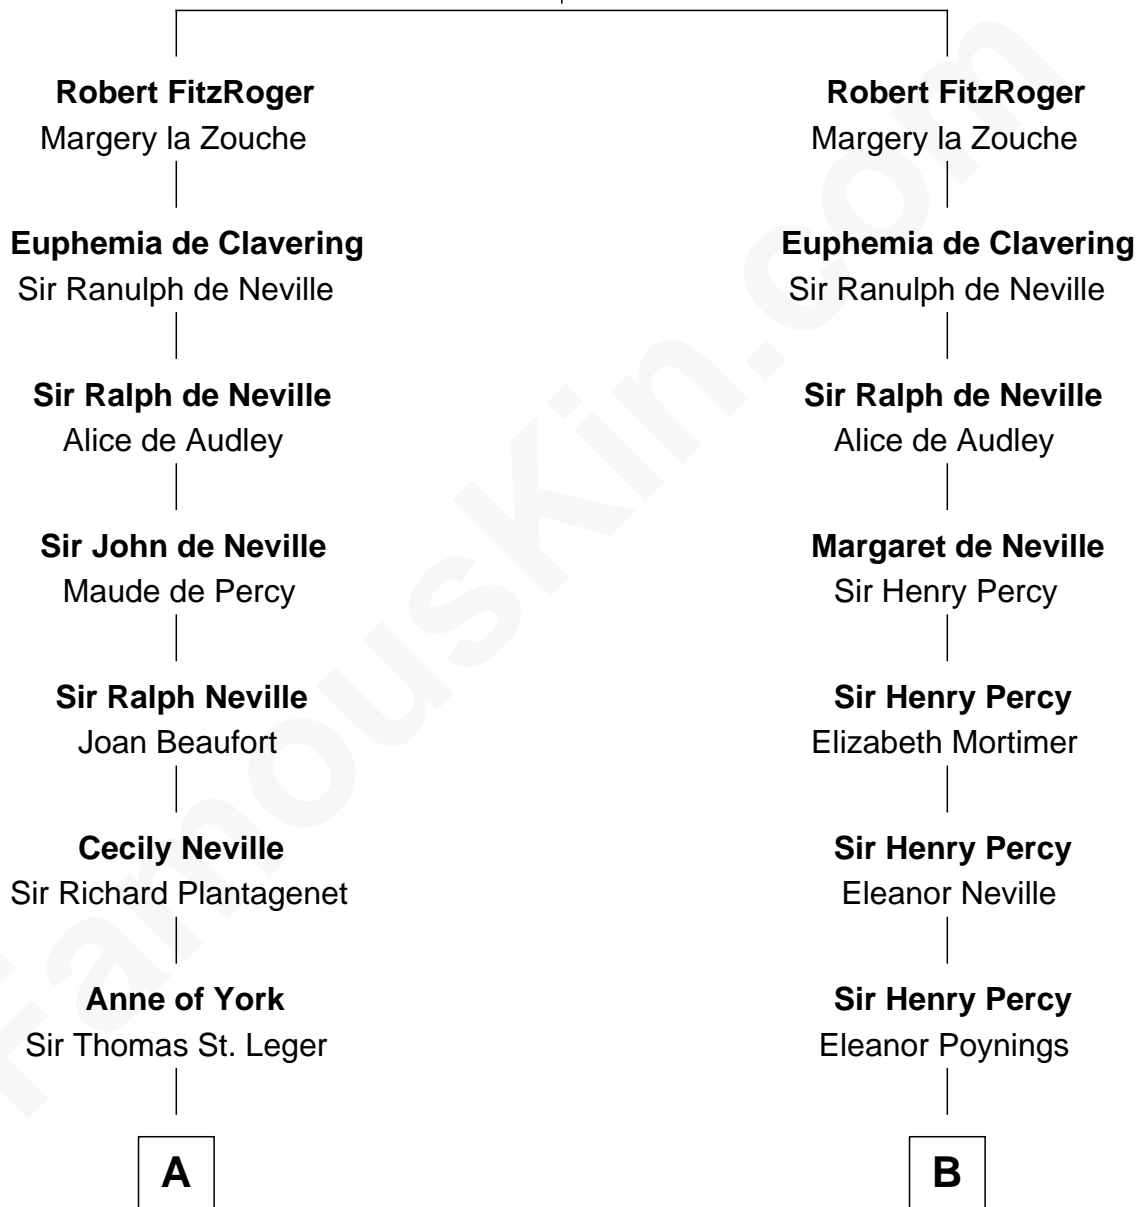 Robert FitzRoger
Margery la Zouche
Euphemia de Clavering
Sir Ranulph de Neville
Sir Ralph de Neville
Alice de Audley
Sir John de Neville
Maude de Percy
Sir Ralph Neville
Joan Beaufort
Cecily Neville
Sir Richard Plantagenet
Anne of York
Sir Thomas St. Leger
A
Robert FitzRoger
Margery la Zouche
Euphemia de Clavering
Sir Ranulph de Neville
Sir Ralph de Neville
Alice de Audley
Margaret de Neville
Sir Henry Percy
Sir Henry Percy
Elizabeth Mortimer
Sir Henry Percy
Eleanor Neville
Sir Henry Percy
Eleanor Poynings
B
FamousKin.com